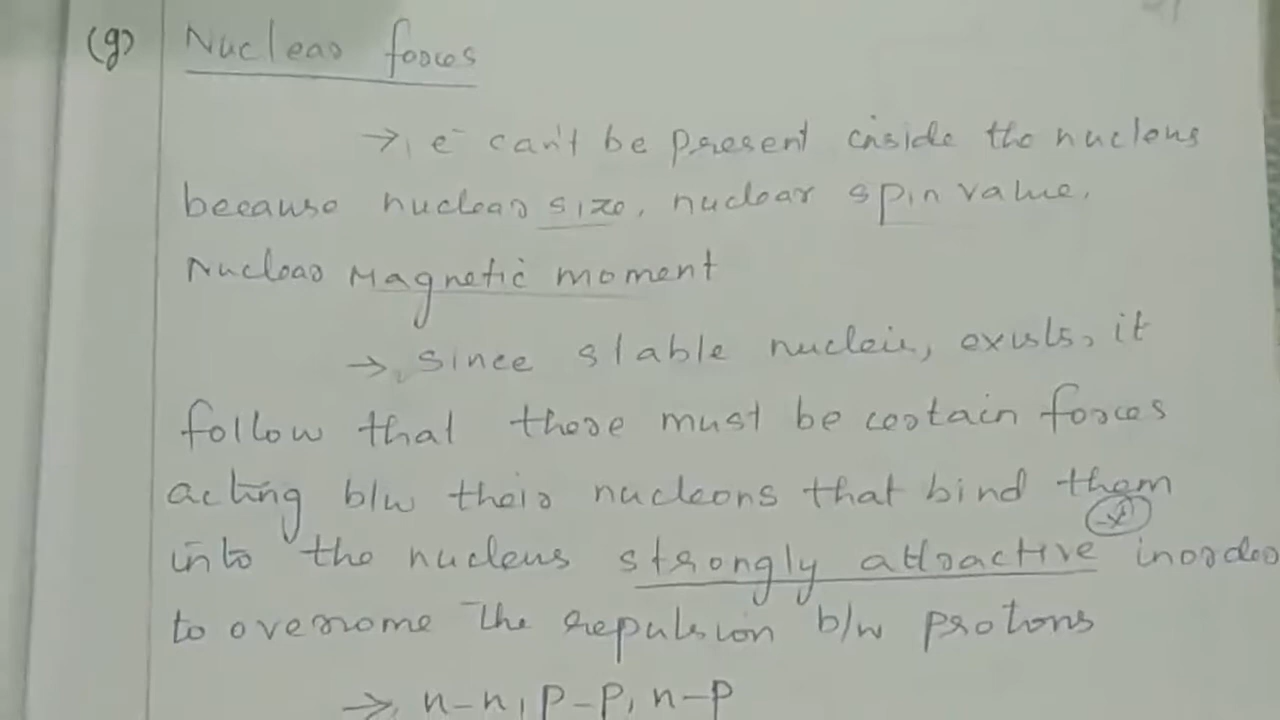 (g) Nuclear forces
→, e⁻ can't be present inside the nucleus
because nuclear size, nuclear spin value,
Nuclear Magnetic moment
→, since stable nuclei, exists, it
follow that there must be certain forces
acting b/w their nucleons that bind them
into the nucleus strongly attractive inorder
to overcome the repulsion b/w protons
→, n-n, p-p, n-p